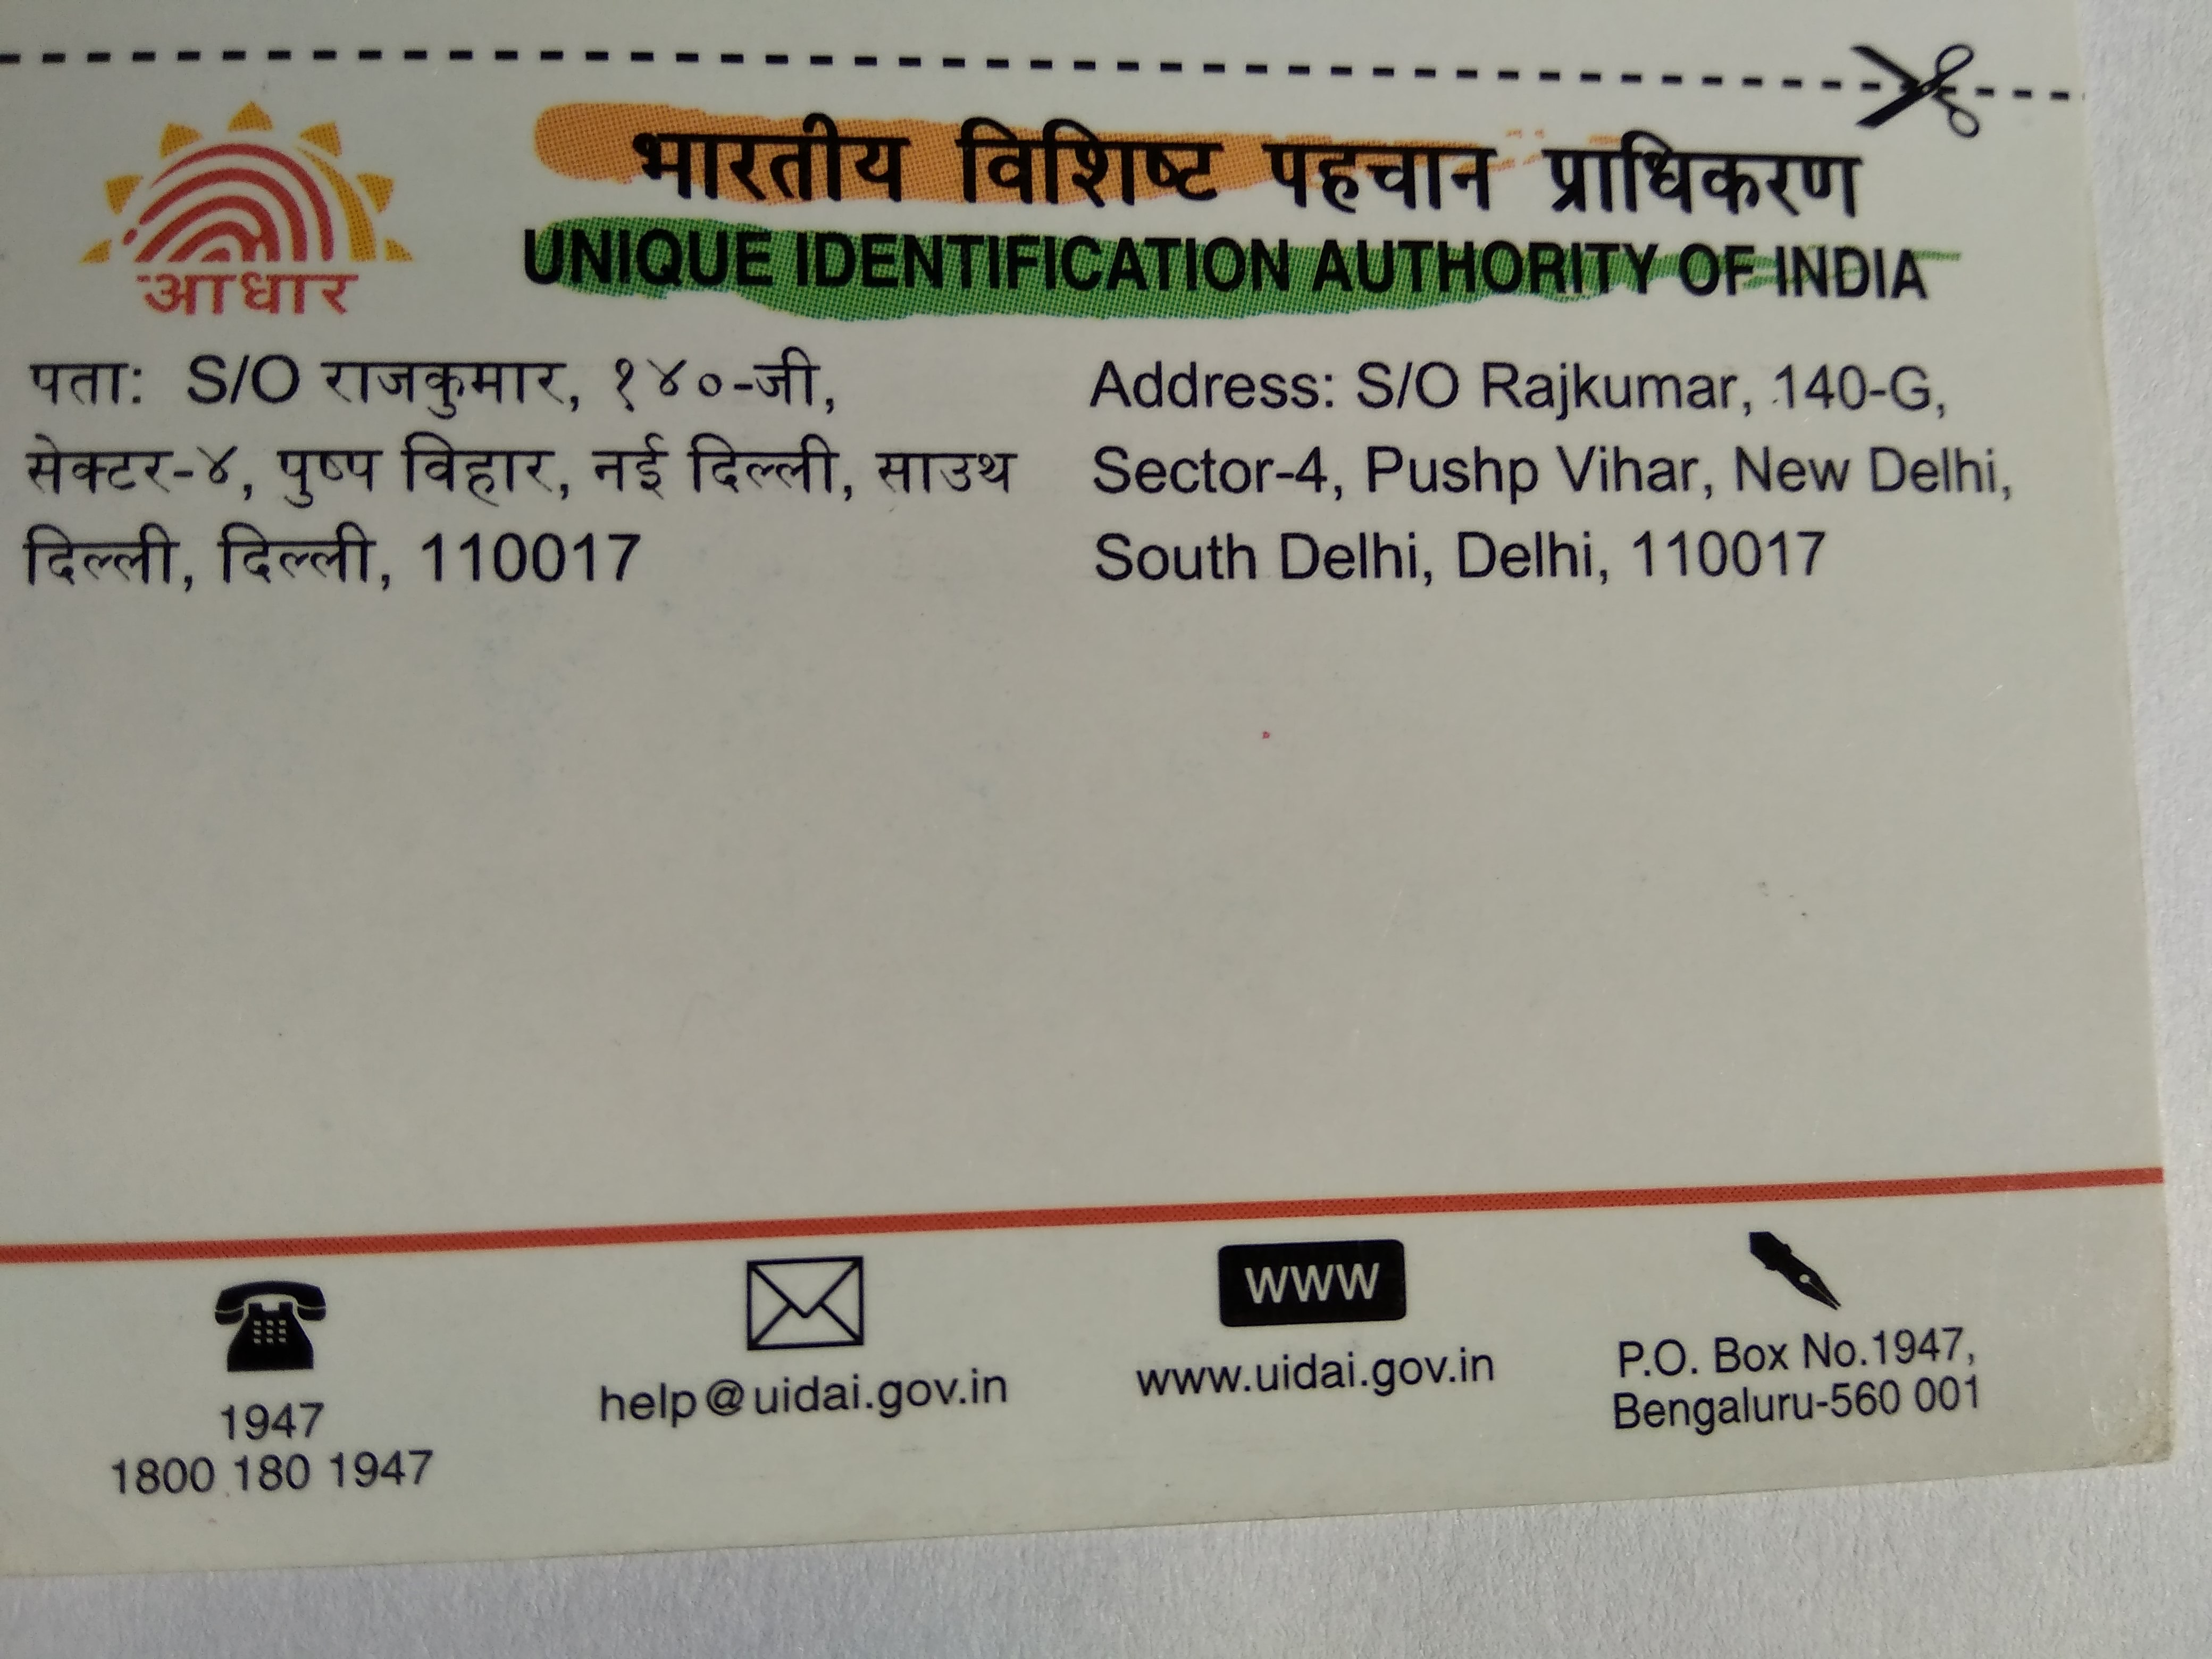 आधार
भारतीय विशिष्ट पहचान प्राधिकरण
UNIQUE IDENTIFICATION AUTHORITY OF INDIA
पता: S/O राजकुमार, १४०-जी,
सेक्टर-४, पुष्प विहार, नई दिल्ली, साउथ
दिल्ली, दिल्ली, 110017
Address: S/O Rajkumar, 140-G,
Sector-4, Pushp Vihar, New Delhi,
South Delhi, Delhi, 110017
1947
1800 180 1947
help@uidai.gov.in
www
www.uidai.gov.in
P.O. Box No.1947,
Bengaluru-560 001